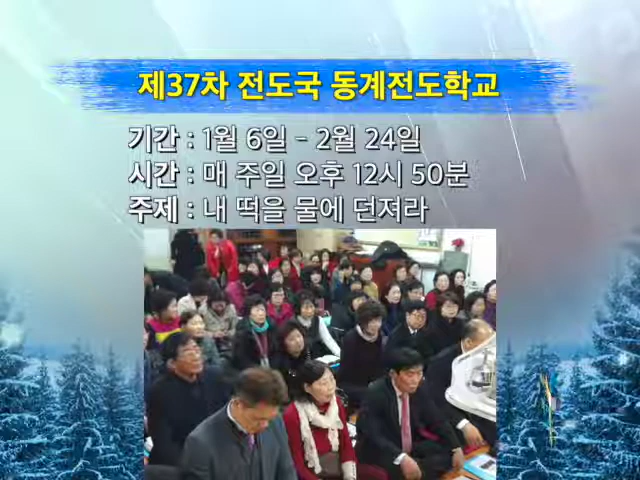 제37차 전도국 동계전도학교
기간 : 1월 6일 - 2월 24일
시간 : 매 주일 오후 12시 50분
주제 : 내 떡을 물에 던져라